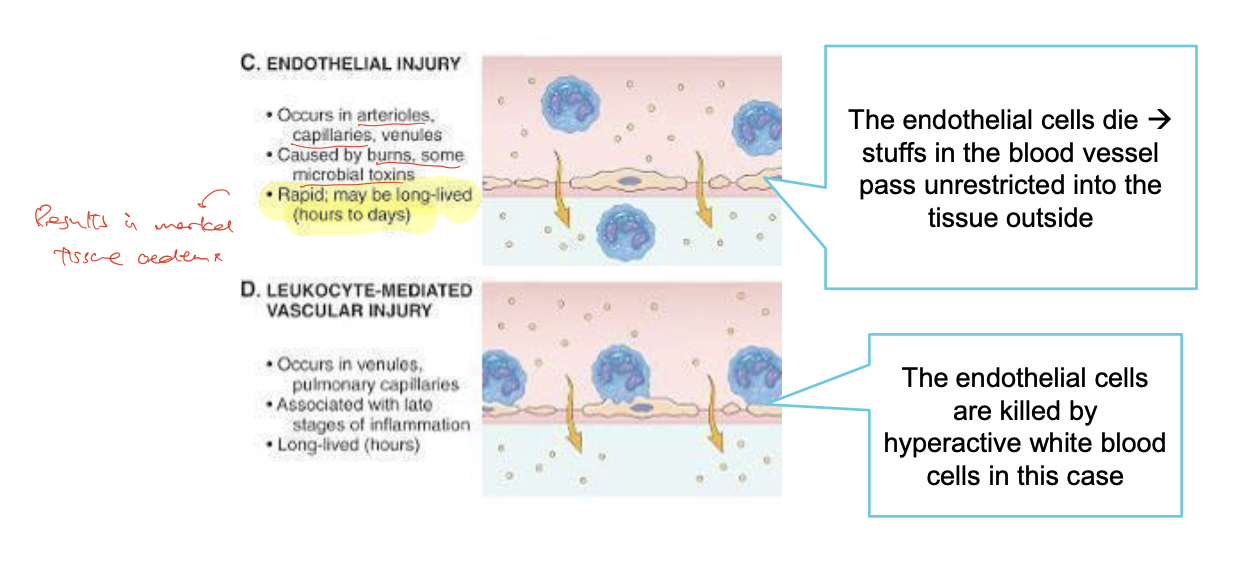 C. ENDOTHELIAL INJURY
• Occurs in arterioles,
capillaries, venules
• Caused by burns, some
microbial toxins
• Rapid; may be long-lived
(hours to days)
Results in marked
tissue oedema
The endothelial cells die →
stuffs in the blood vessel
pass unrestricted into the
tissue outside
D. LEUKOCYTE-MEDIATED
VASCULAR INJURY
• Occurs in venules,
pulmonary capillaries
• Associated with late
stages of inflammation
• Long-lived (hours)
The endothelial cells
are killed by
hyperactive white blood
cells in this case